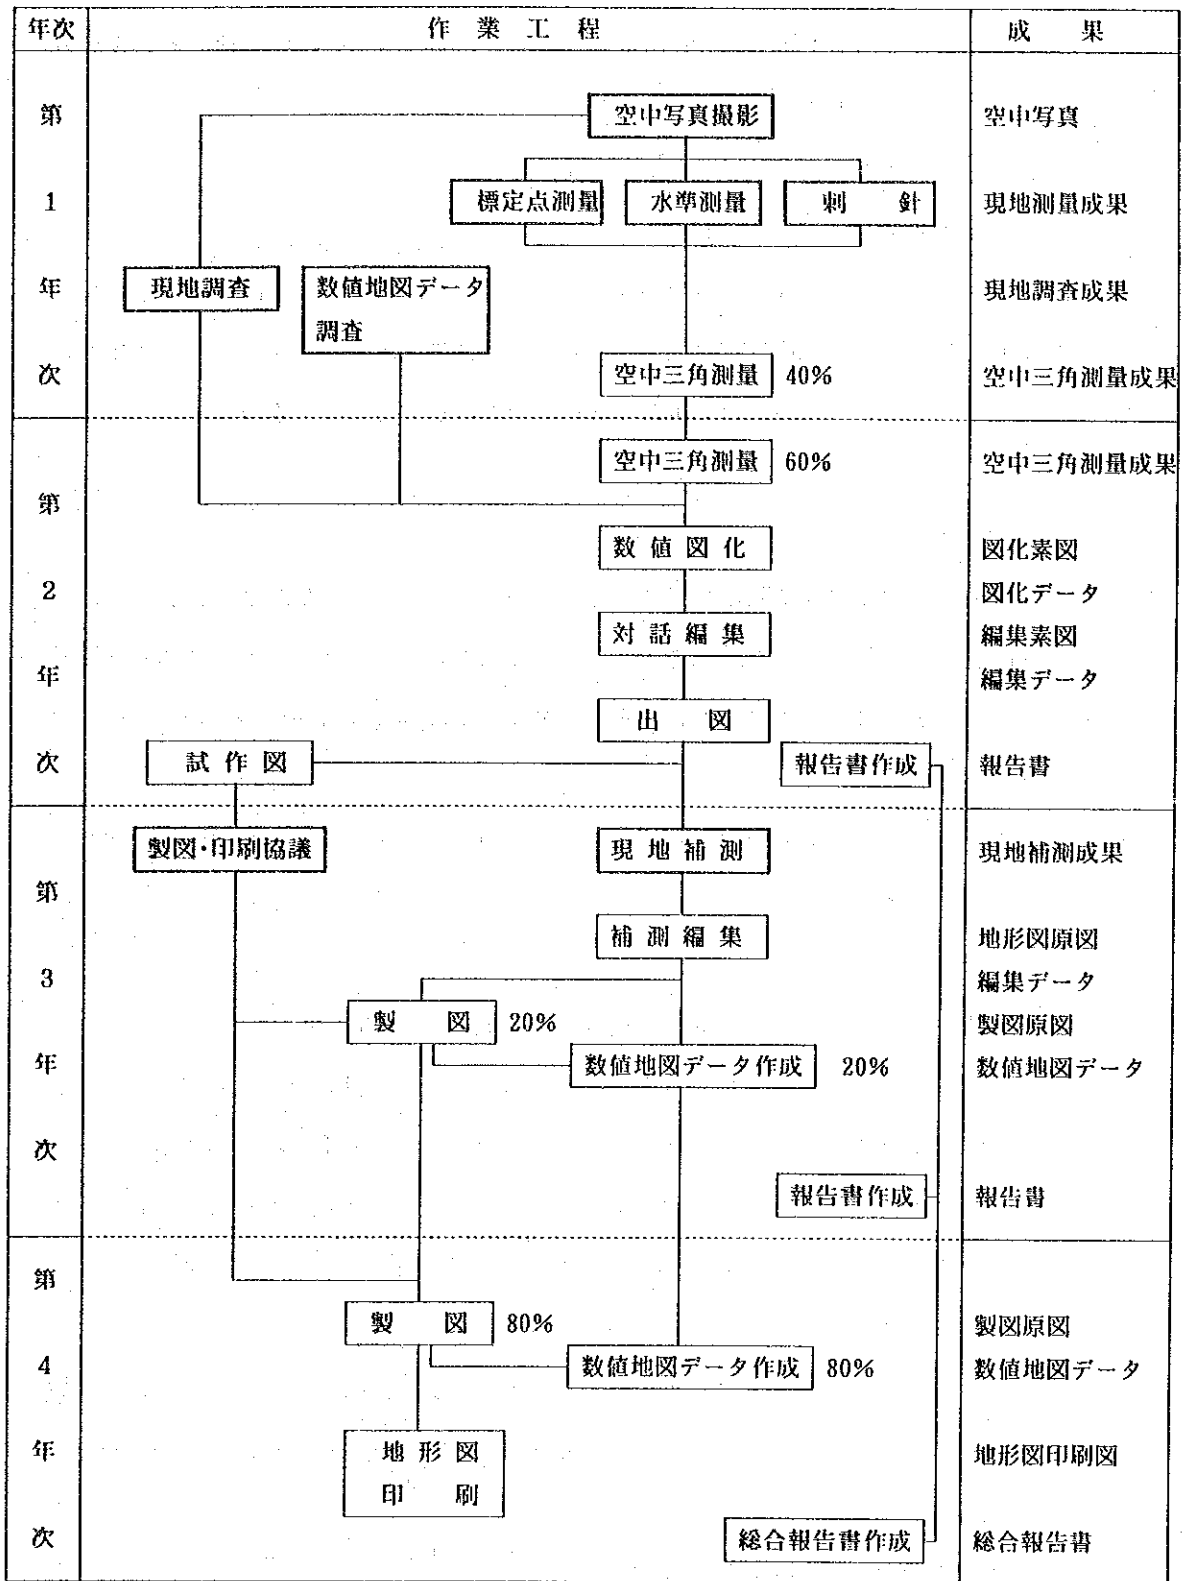 年次 作業工程 成果
第 空中写真撮影 空中写真
1 標定点測量 水準測量 刺針 現地測量成果
年 現地調査 数値地図データ 現地調査成果
調査
次 空中三角測量 40% 空中三角測量成果
空中三角測量 60% 空中三角測量成果
第
数値図化 図化素図
2 図化データ
対話編集 編集素図
年 編集データ
出図
次 試作図 報告書作成 報告書
製図・印刷協議 現地補測 現地補測成果
第
補測編集 地形図原図
3 編集データ
製図 20% 製図原図
年 数値地図データ作成 20% 数値地図データ
次
報告書作成 報告書
第
製図 80% 製図原図
4 数値地図データ作成 80% 数値地図データ
年 地形図 地形図印刷図
印刷
次 総合報告書作成 総合報告書